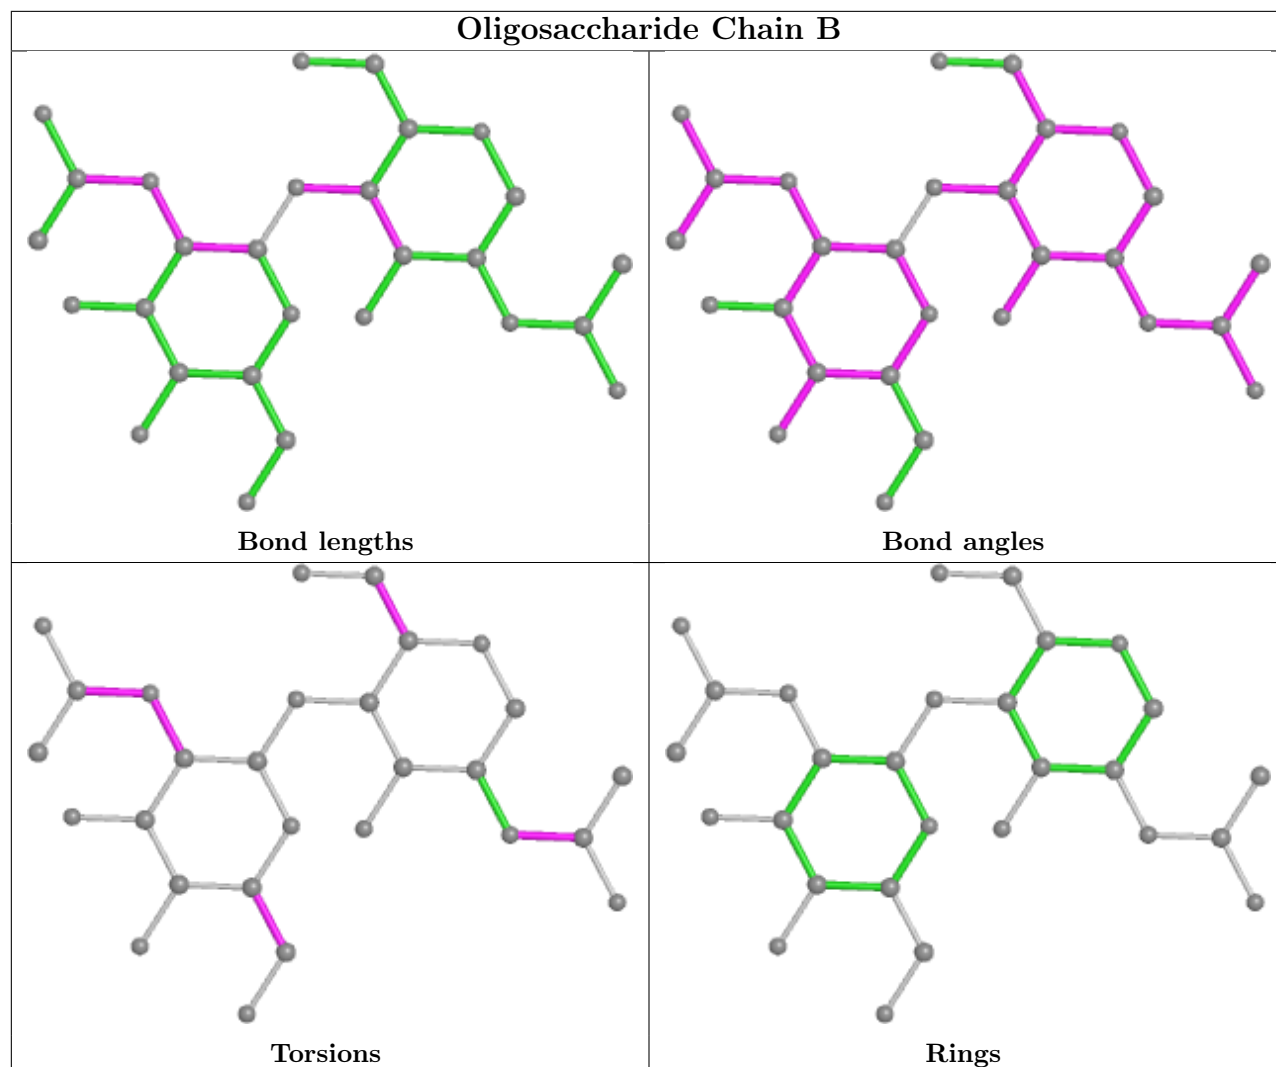 Oligosaccharide Chain B
Bond lengths
Bond angles
Torsions
Rings